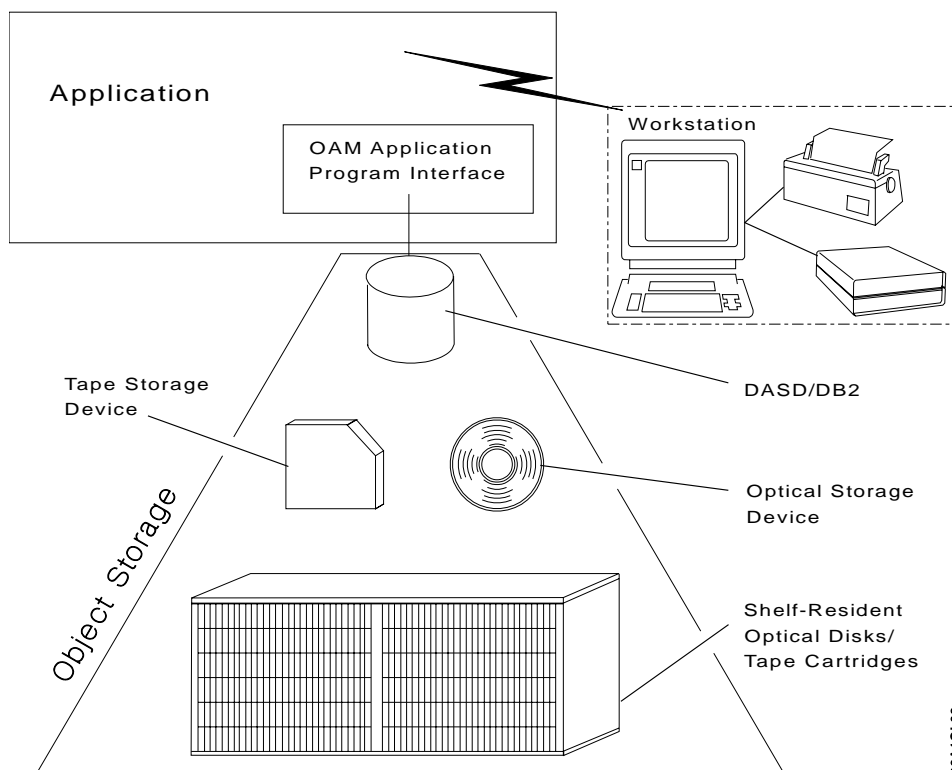 Application
OAM Application
Program Interface
Workstation
Tape Storage
Device
DASD/DB2
Optical Storage
Device
Object Storage
Shelf-Resident
Optical Disks/
Tape Cartridges